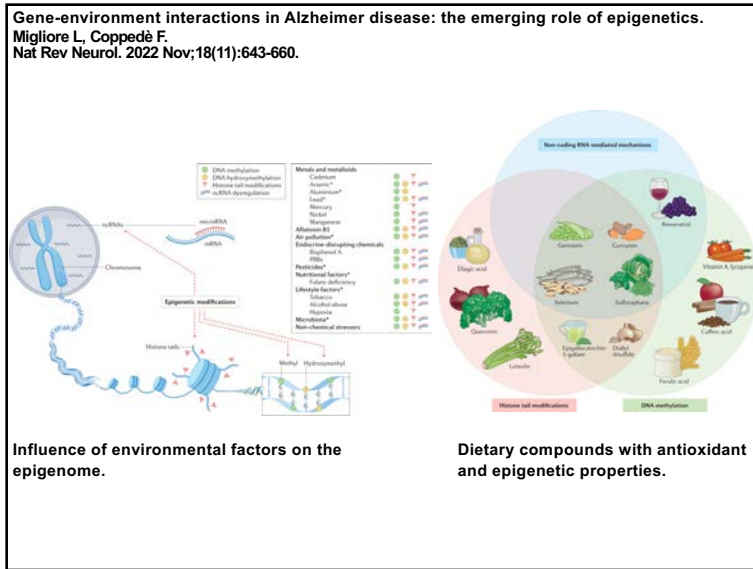 Gene-environment interactions in Alzheimer disease: the emerging role of epigenetics.
Migliore L, Coppedè F.
Nat Rev Neurol. 2022 Nov;18(11):643-660.
DNA methylation
DNA hydroxymethylation
Histone tail modifications
ncRNA dysregulation
ncRNAs
microRNA
mRNA
Chromosome
Epigenetic modifications
Histone tails
Methyl
Hydroxymethyl
Metals and metalloids
Cadmium
Arsenic*
Aluminium*
Lead*
Mercury
Nickel
Manganese
Aflatoxin B1
Air pollution*
Endocrine-disrupting chemicals
Bisphenol A
PBBs
Pesticides*
Nutritional factors*
Folate deficiency
Lifestyle factors*
Tobacco
Alcohol abuse
Hypoxia
Microbiota*
Non-chemical stressors
Non-coding RNA-mediated mechanisms
Resveratrol
Genistein
Curcumin
Ellagic acid
Vitamin A, lycopene
Selenium
Sulforaphane
Quercetin
Caffeic acid
Epigallocatechin-
3-gallate
Diallyl
disulfide
Luteolin
Ferulic acid
Histone tail modifications
DNA methylation
Influence of environmental factors on the
epigenome.
Dietary compounds with antioxidant
and epigenetic properties.